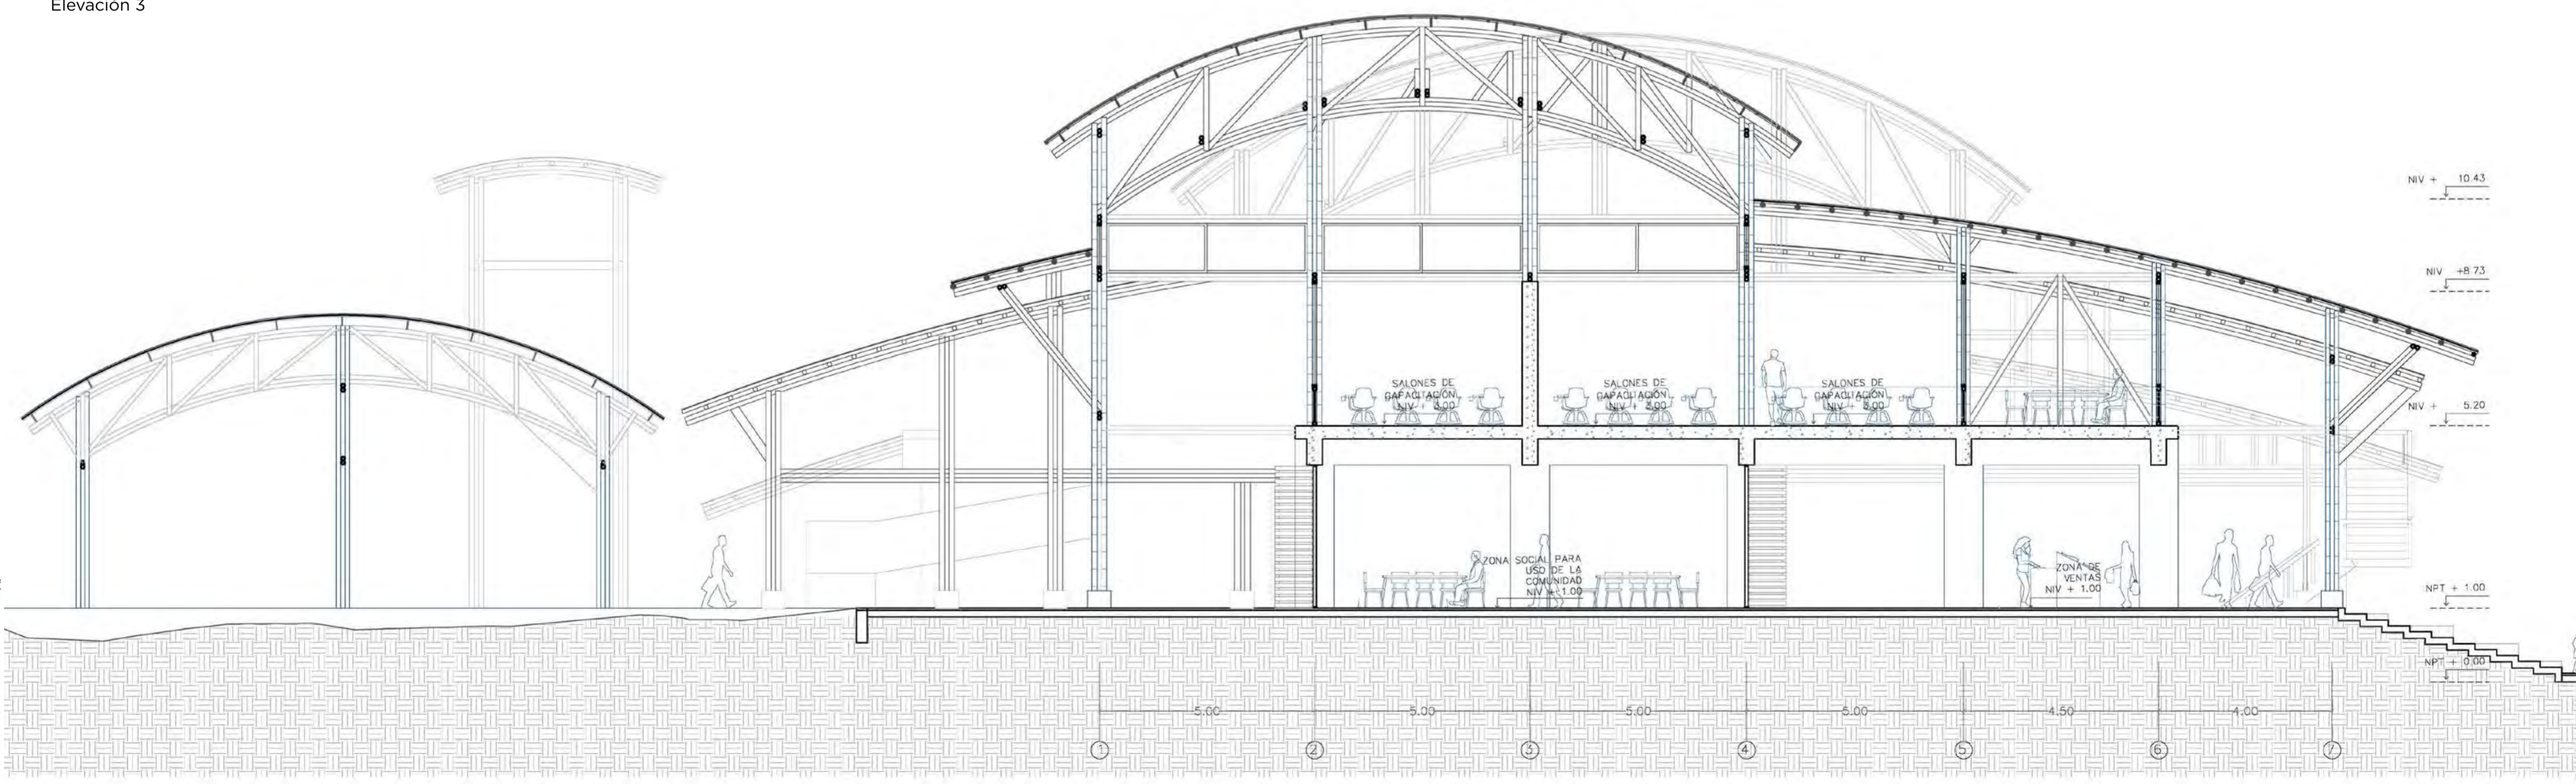 Elevación 3
NIV + 10.43
NIV +8.73
NIV + 5.20
SALONES DE
CAPACITACIÓN
NIV + 3.00
SALONES DE
CAPACITACIÓN
NIV + 3.00
SALONES DE
CAPACITACIÓN
NIV + 3.00
ZONA SOCIAL PARA
USO DE LA
COMUNIDAD
NIV + 1.00
ZONA DE
VENTAS
NIV + 1.00
NPT + 1.00
NPT + 0.00
5.00 5.00 5.00 5.00 4.50 4.00
1 2 3 4 5 6 7